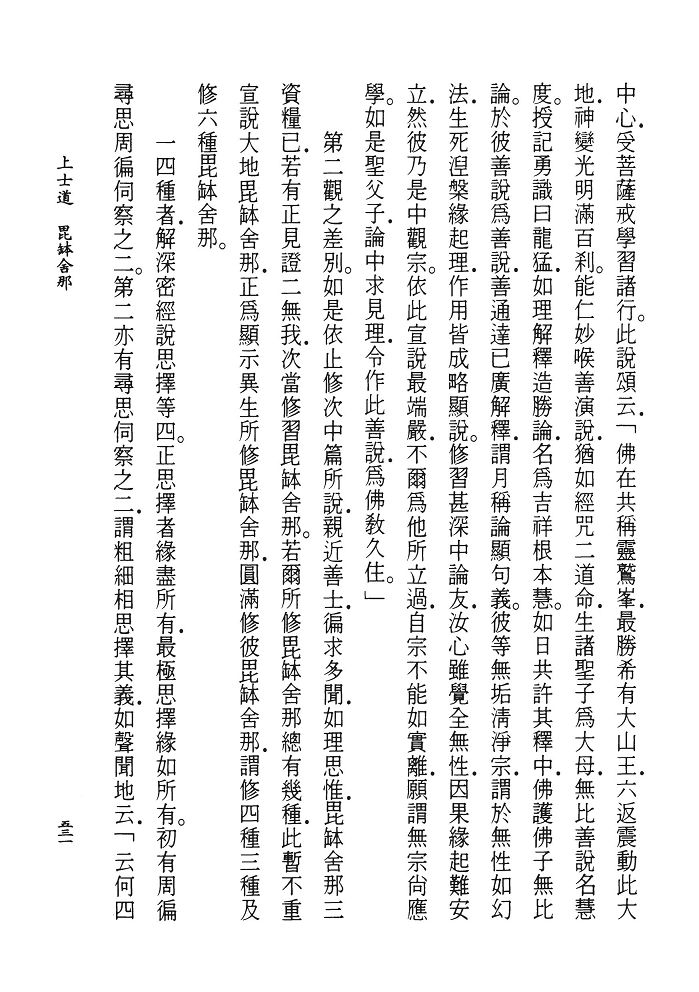 中心．受菩薩戒學習諸行。此說頌云．「佛在共稱靈鷲峯．最勝希有大山王．六返震動此大
地．神變光明滿百剎。能仁妙喉善演說．猶如經咒二道命．生諸聖子為大母．無比善說名慧
度。授記勇識曰龍猛．如理解釋造勝論．名為吉祥根本慧。如日共許其釋中．佛護佛子無比
論。於彼善說為善說．善通達已廣解釋．謂月稱論顯句義。彼等無垢清淨宗．謂於無性如幻
法．生死湼槃緣起理．作用皆成略顯說。修習甚深中論友．汝心雖覺全無性．因果緣起難安
立．然彼乃是中觀宗。依此宣說最端嚴．不爾為他所立過．自宗不能如實離．願謂無宗尙應
學。如是聖父子．論中求見理．令作此善說．為佛敎久住。」
第二觀之差別。如是依止修次中篇所說．親近善士．徧求多聞．如理思惟．毘鉢舍那三
資糧已．若有正見證二無我．次當修習毘鉢舍那。若爾所修毘鉢舍那總有幾種．此暫不重
宣說大地毘鉢舍那．正為顯示異生所修毘鉢舍那．圓滿修彼毘鉢舍那．謂修四種三種及
修六種毘鉢舍那。
一四種者．解深密經說思擇等四。正思擇者緣盡所有．最極思擇緣如所有。初有周徧
尋思周徧伺察之二。第二亦有尋思伺察之二．謂粗細相思擇其義．如聲聞地云．「云何四
上士道　毘鉢舍那
五三一